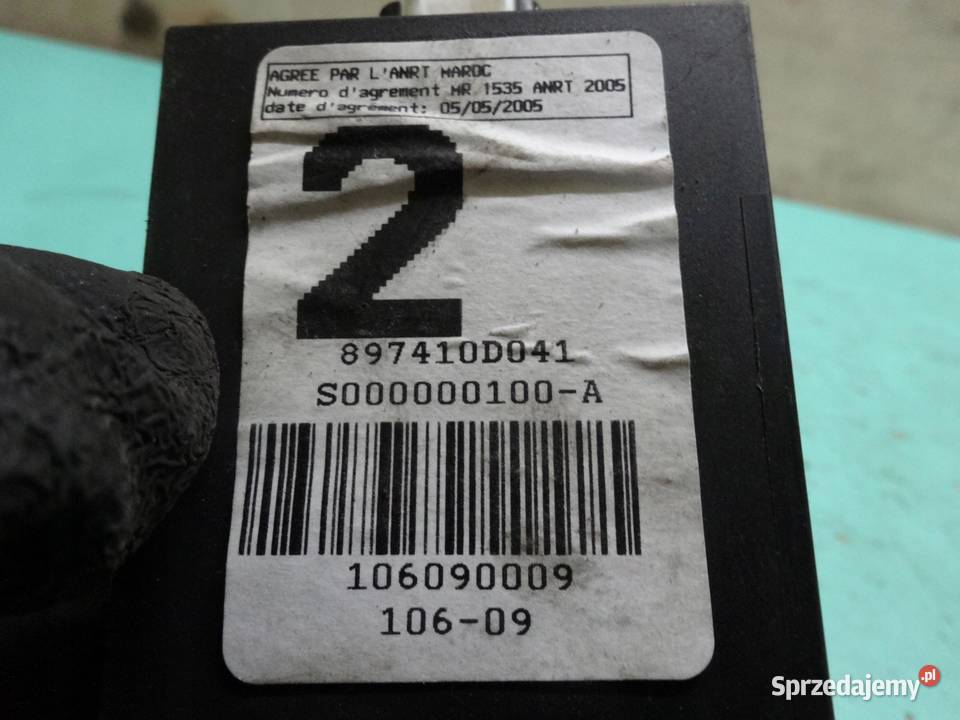 AGREE PAR L'ANRT MAROC
Numero d'agrement MR 1535 ANRT 2005
date d'agrément: 05/05/2005
2
897410D041
S000000100-A
106090009
106-09
Sprzedajemy.pl